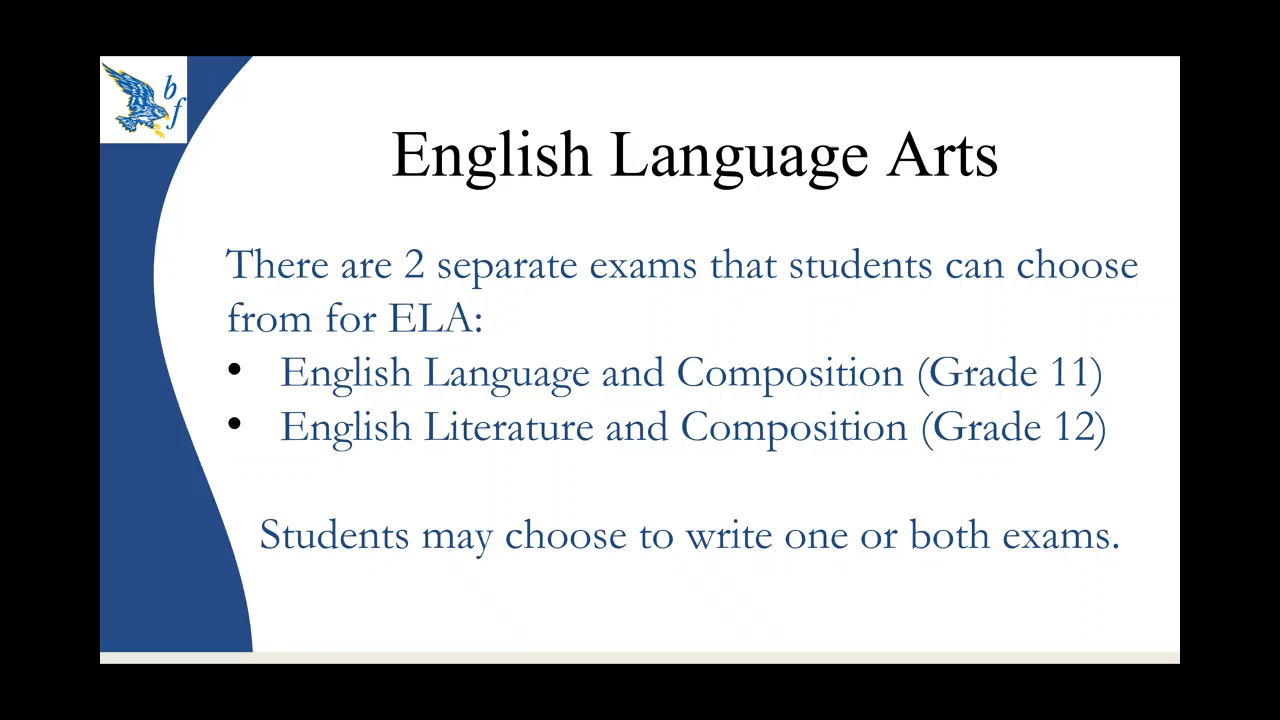 b
f
English Language Arts
There are 2 separate exams that students can choose
from for ELA:
• English Language and Composition (Grade 11)
• English Literature and Composition (Grade 12)
Students may choose to write one or both exams.